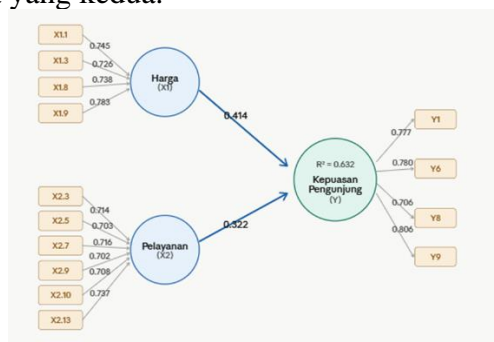 yang kedua.
X1.1
X1.3
X1.8
X1.9
0.745
0.726
0.738
0.783
Harga
(X1)
0.414
X2.3
X2.5
X2.7
X2.9
X2.10
X2.13
0.714
0.703
0.716
0.702
0.708
0.737
Pelayanan
(X2)
0.322
R² = 0.632
Kepuasan
Pengunjung
(Y)
0.777
0.780
0.706
0.806
Y1
Y6
Y8
Y9